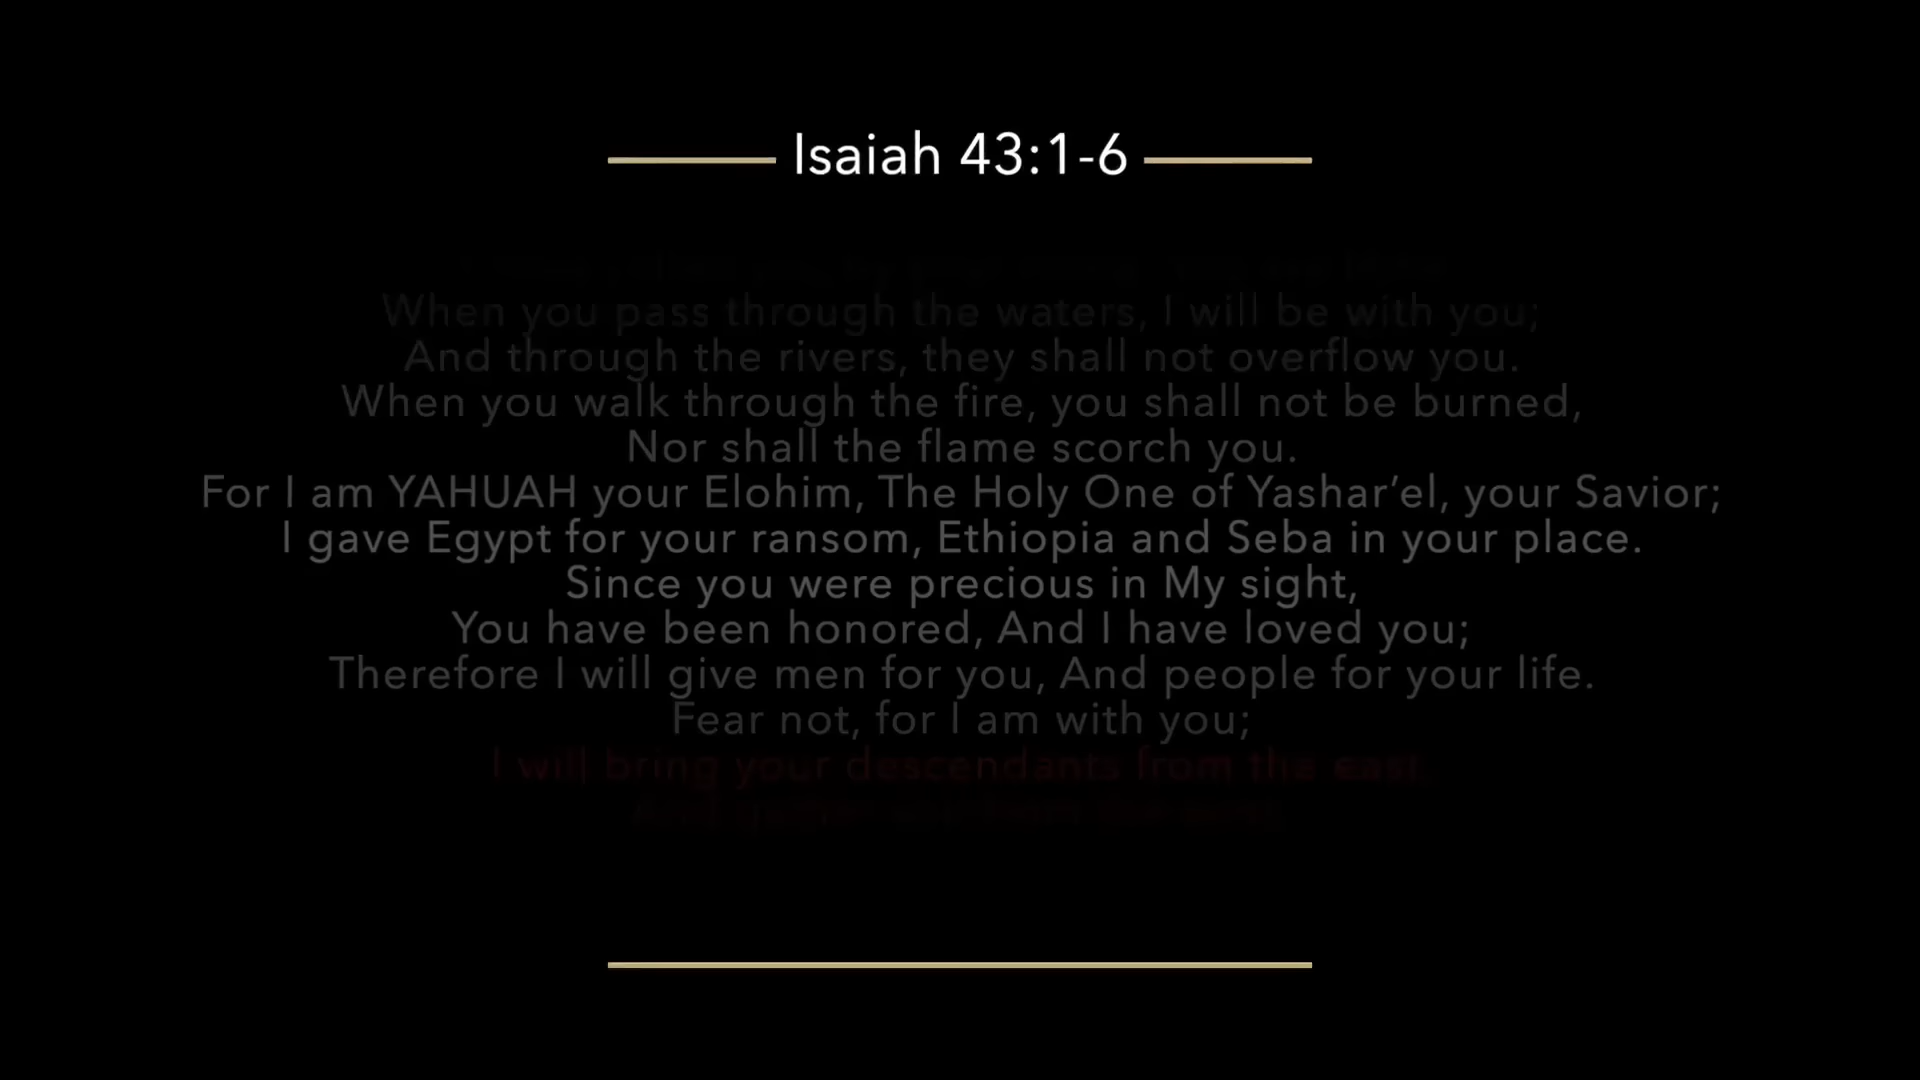 Isaiah 43:1-6
When you pass through the waters, I will be with you;
And through the rivers, they shall not overflow you.
When you walk through the fire, you shall not be burned,
Nor shall the flame scorch you.
For I am YAHUAH your Elohim, The Holy One of Yashar’el, your Savior;
I gave Egypt for your ransom, Ethiopia and Seba in your place.
Since you were precious in My sight,
You have been honored, And I have loved you;
Therefore I will give men for you, And people for your life.
Fear not, for I am with you;
I will bring your descendants from the east,